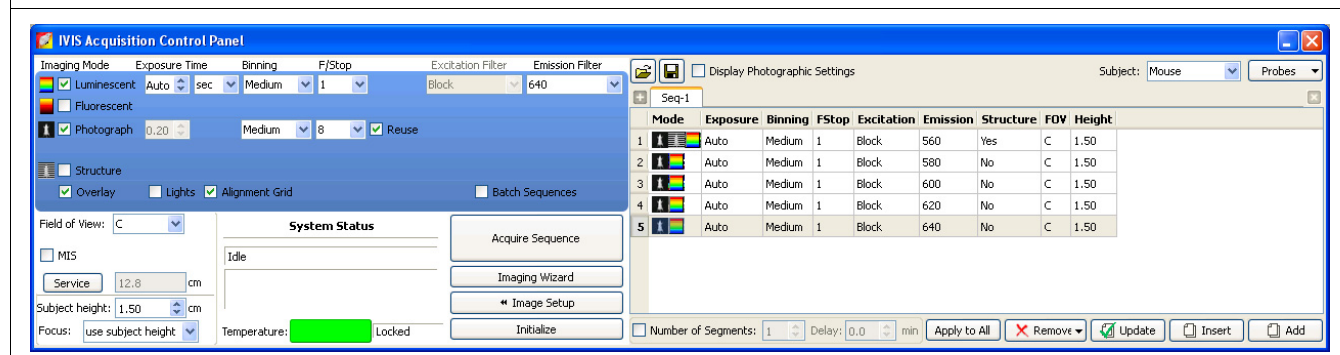 IVIS Acquisition Control Panel
Imaging Mode Exposure Time Binning F/Stop Excitation Filter Emission Filter
Luminescent Auto sec Medium 1 Block 640
Fluorescent
Photograph 0.20 Medium 8 Reuse
Structure
Overlay Lights Alignment Grid Batch Sequences
Field of View: C
MIS
Service 12.8 cm
Subject height: 1.50 cm
Focus: use subject height
System Status
Idle
Temperature: Locked
Acquire Sequence
Imaging Wizard
Image Setup
Initialize
Display Photographic Settings Subject: Mouse Probes
Seq-1
Mode Exposure Binning FStop Excitation Emission Structure FOV Height
1 Auto Medium 1 Block 560 Yes C 1.50
2 Auto Medium 1 Block 580 No C 1.50
3 Auto Medium 1 Block 600 No C 1.50
4 Auto Medium 1 Block 620 No C 1.50
5 Auto Medium 1 Block 640 No C 1.50
Number of Segments: 1 Delay: 0.0 min Apply to All Remove Update Insert Add